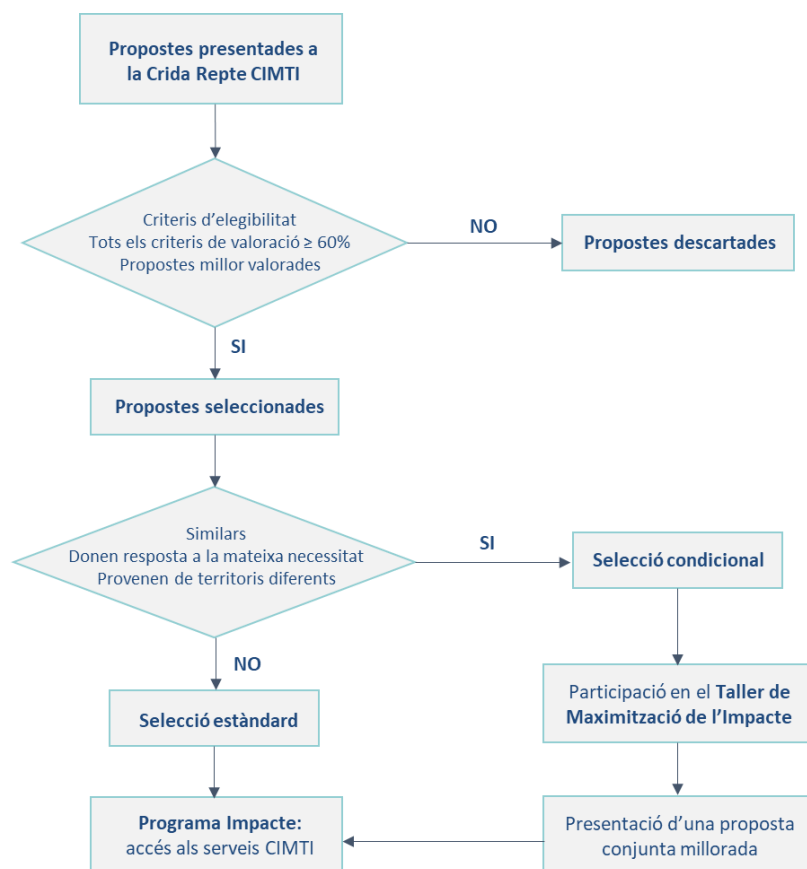 Propostes presentades a
la Crida Repte CIMTI
Criteris d'elegibilitat
Tots els criteris de valoració ≥ 60%
Propostes millor valorades
NO
Propostes descartades
SI
Propostes seleccionades
Similars
Donen resposta a la mateixa necessitat
Provenen de territoris diferents
SI
Selecció condicional
NO
Selecció estàndard
Participació en el Taller de
Maximització de l'Impacte
Programa Impacte:
accés als serveis CIMTI
Presentació d'una proposta
conjunta millorada